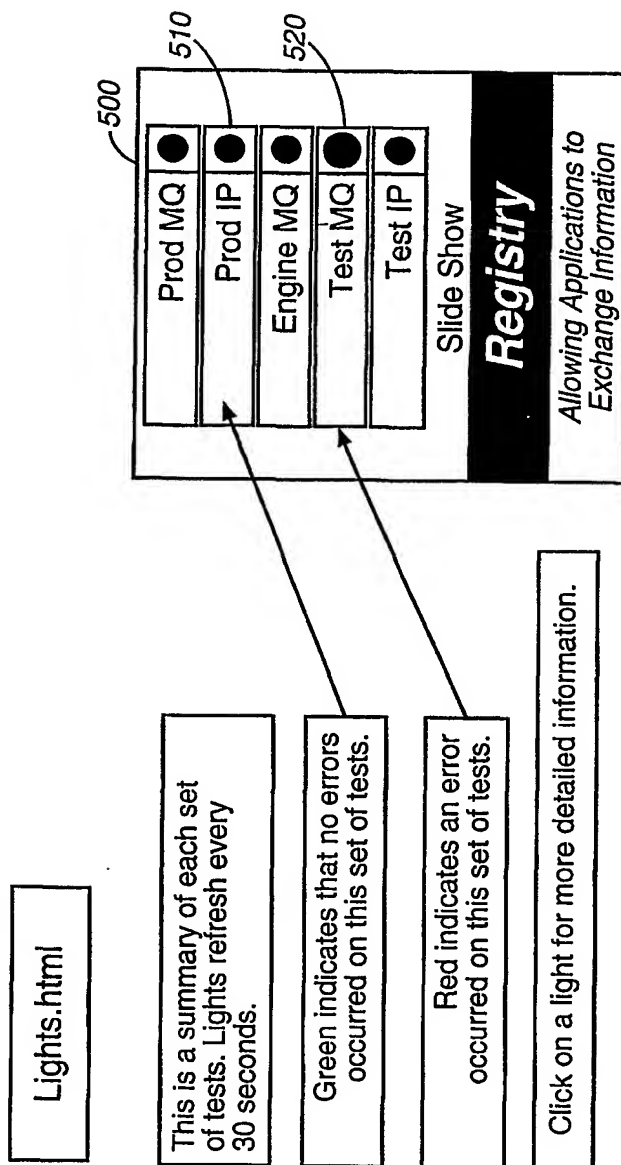 Lights.html
This is a summary of each set
of tests. Lights refresh every
30 seconds.
Green indicates that no errors
occurred on this set of tests.
Red indicates an error
occurred on this set of tests.
Click on a light for more detailed information.
500
Prod MQ
Prod IP
510
Engine MQ
Test MQ
520
Test IP
Slide Show
Registry
Allowing Applications to
Exchange Information